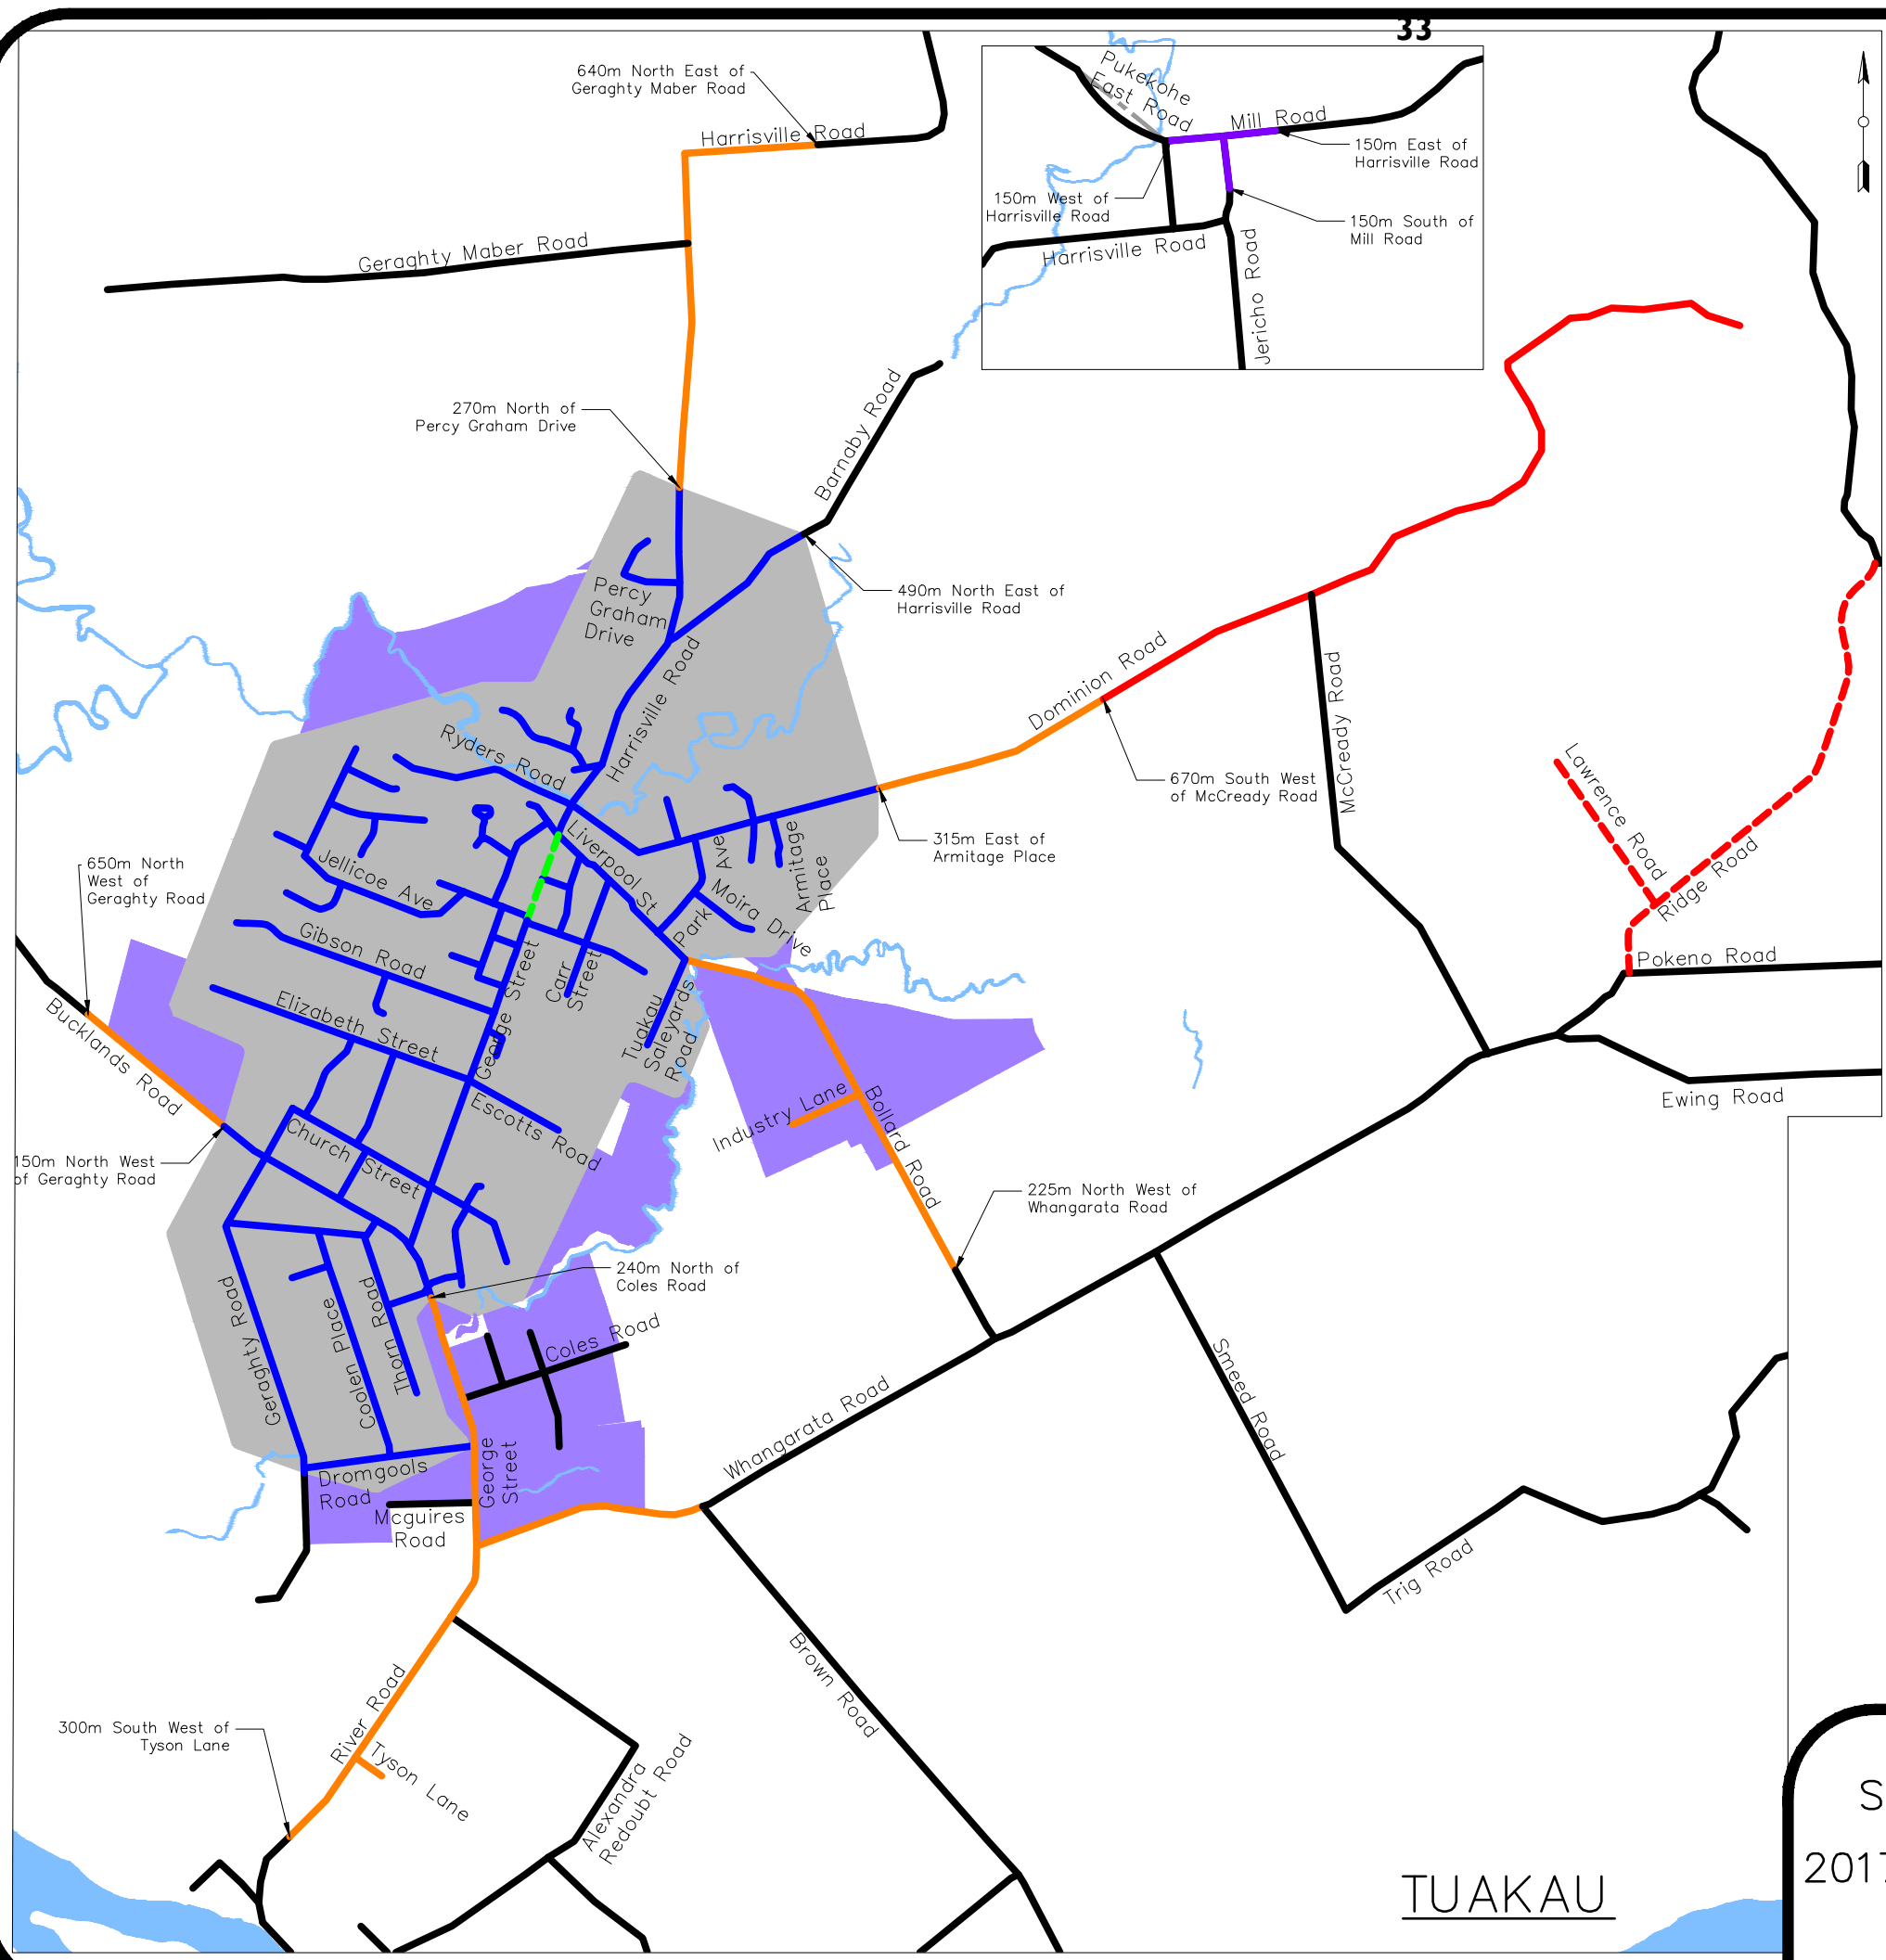 33
640m North East of
Geraghty Maber Road
Harrisville Road
Pukekohe
East Road
Mill Road
150m East of
Harrisville Road
150m West of
Harrisville Road
150m South of
Mill Road
Harrisville Road
Jericho Road
Geraghty Maber Road
270m North of
Percy Graham Drive
Barnaby Road
490m North East of
Harrisville Road
Percy
Graham
Drive
Harrisville Road
Ryders Road
Dominion Road
McCready Road
670m South West
of McCready Road
Lawrence Road
Ridge Road
315m East of
Armitage Place
Liverpool St
Jellicoe Ave
650m North
West of
Geraghty Road
Park Ave
Armitage
Place
Moira Drive
Gibson Road
Carr
Street
George Street
Elizabeth Street
Tuakau
Saleyards
Road
Pokeno Road
Bucklands Road
Escotts Road
Industry Lane
Bollard Road
Ewing Road
Church Street
150m North West
of Geraghty Road
225m North West of
Whangarata Road
240m North of
Coles Road
Geraghty Road
Coolen Place
Thorn Road
Coles Road
Smeed Road
Whangarata Road
George
Street
Dromgools
Road
Mcguires
Road
Trig Road
Brown Road
River Road
300m South West of
Tyson Lane
Tyson Lane
Alexandra
Redoubt Road
TUAKAU
S
2017